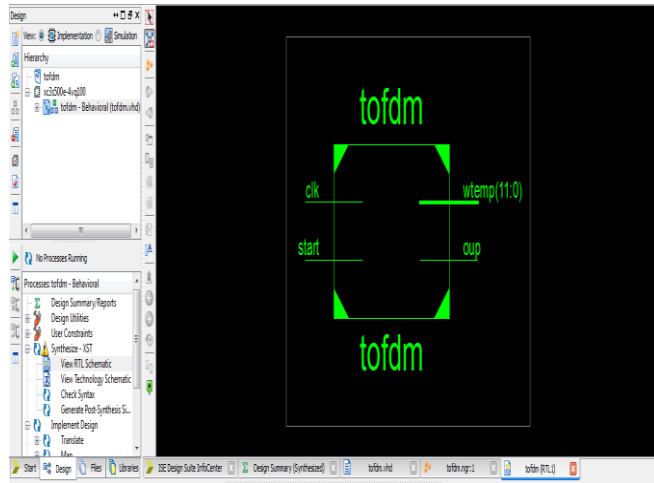 Design
View: Implementation Simulation
Hierarchy
tofdm
xc3s500e-4vq100
tofdm - Behavioral (tofdm.vhd)
No Processes Running
Processes: tofdm - Behavioral
Design Summary/Reports
Design Utilities
User Constraints
Synthesize - XST
View RTL Schematic
View Technology Schematic
Check Syntax
Generate Post-Synthesis Si...
Implement Design
Translate
Map
Start Design Files Libraries
tofdm
clk
wtemp(11:0)
start
oup
tofdm
ISE Design Suite InfoCenter Design Summary (Synthesized) tofdm.vhd tofdm.ngr:1 tofdm (RTL1)